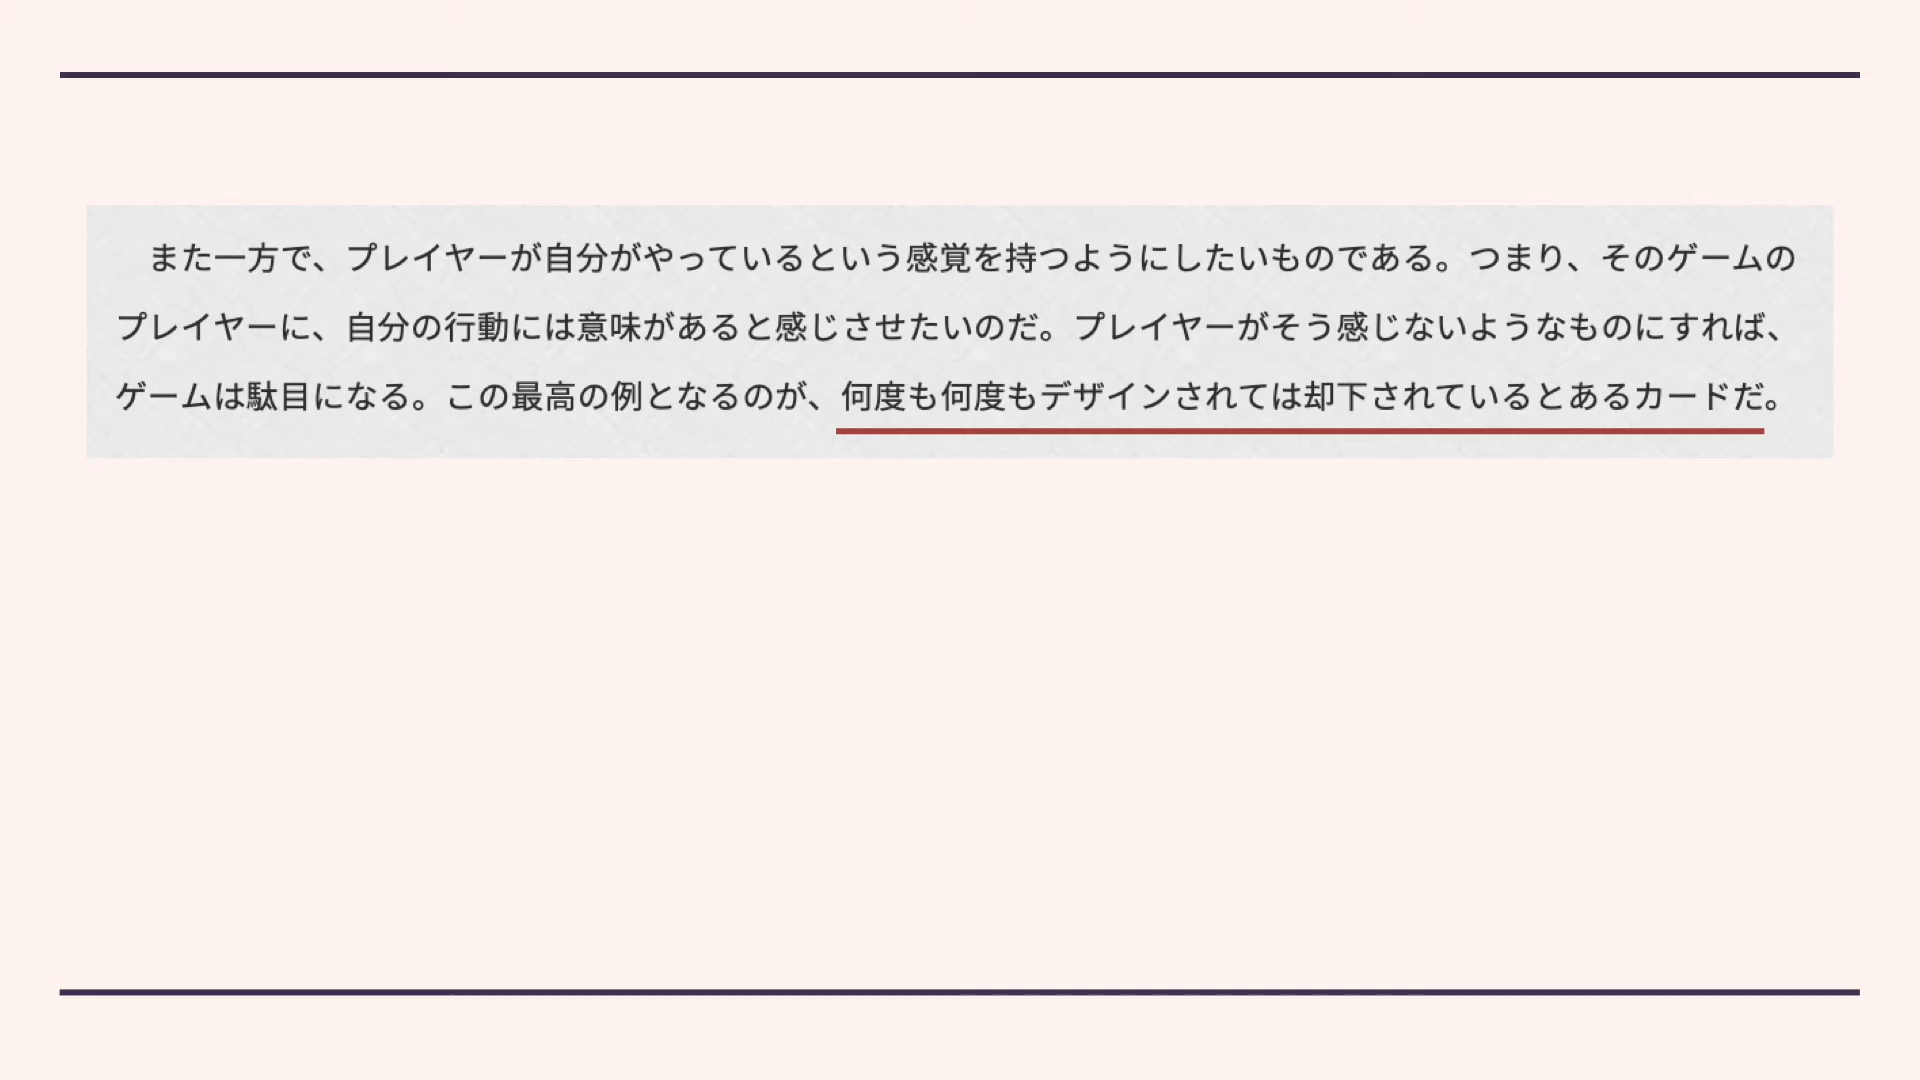 また一方で、プレイヤーが自分がやっているという感覚を持つようにしたいものである。つまり、そのゲームの
プレイヤーに、自分の行動には意味があると感じさせたいのだ。プレイヤーがそう感じないようなものにすれば、
ゲームは駄目になる。この最高の例となるのが、何度も何度もデザインされては却下されているとあるカードだ。